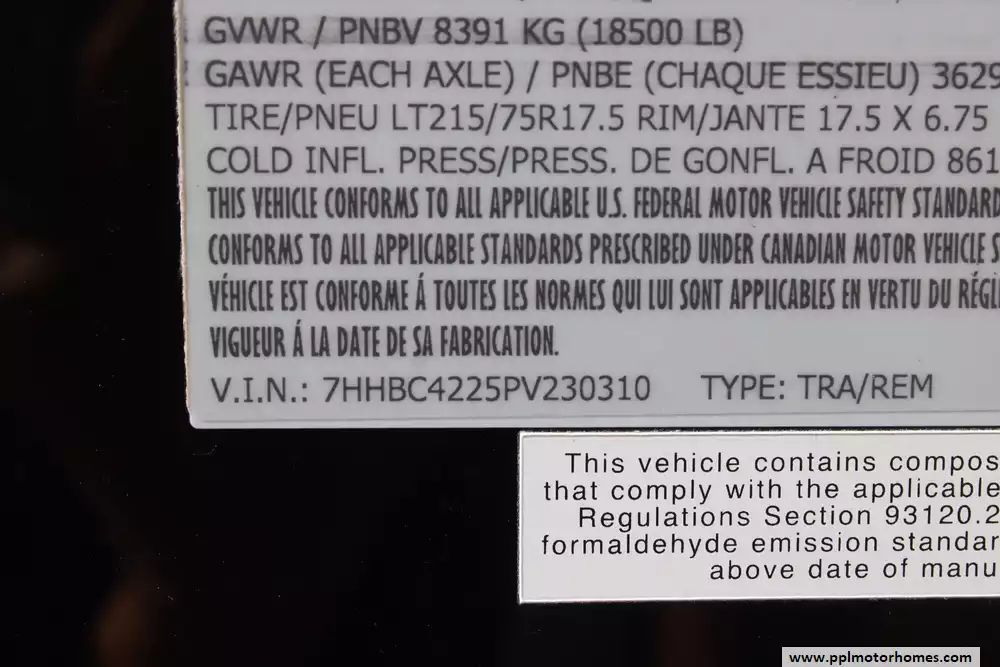 GVWR / PNBV 8391 KG (18500 LB)
GAWR (EACH AXLE) / PNBE (CHAQUE ESSIEU) 3629
TIRE/PNEU LT215/75R17.5 RIM/JANTE 17.5 X 6.75
COLD INFL. PRESS/PRESS. DE GONFL. A FROID 861
THIS VEHICLE CONFORMS TO ALL APPLICABLE U.S. FEDERAL MOTOR VEHICLE SAFETY STANDARD
CONFORMS TO ALL APPLICABLE STANDARDS PRESCRIBED UNDER CANADIAN MOTOR VEHICLE S
VÉHICLE EST CONFORME Á TOUTES LES NORMES QUI LUI SONT APPLICABLES EN VERTU DU RÉGL
VIGUEUR Á LA DATE DE SA FABRICATION.
V.I.N.: 7HHBC4225PV230310 TYPE: TRA/REM
This vehicle contains compos
that comply with the applicable
Regulations Section 93120.2
formaldehyde emission standar
above date of manu
www.pplmotorhomes.com